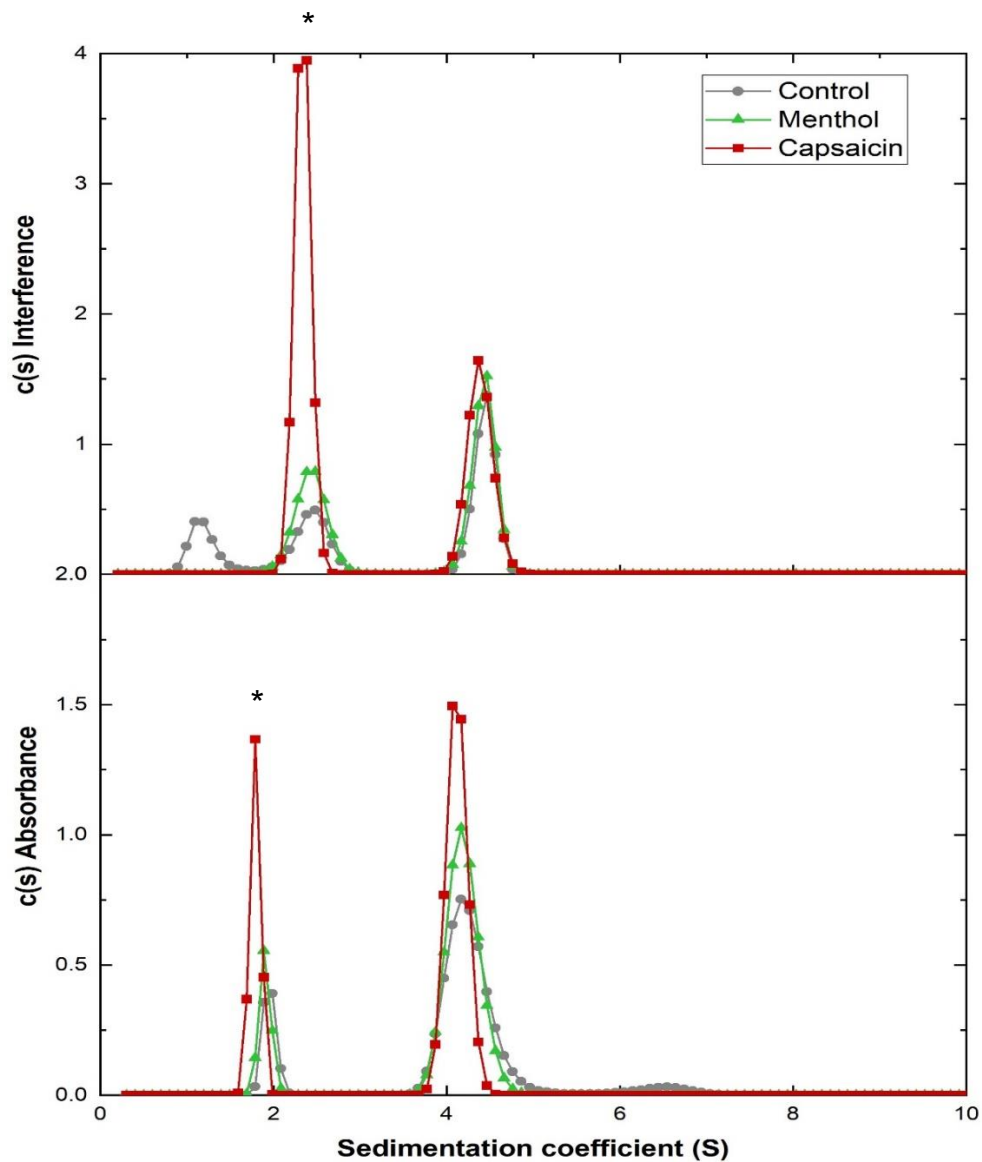 *
4
3
2
1
2.0
c(s) Interference
Control
Menthol
Capsaicin
*
1.5
1.0
0.5
0.0
c(s) Absorbance
0
2
4
6
8
10
Sedimentation coefficient (S)